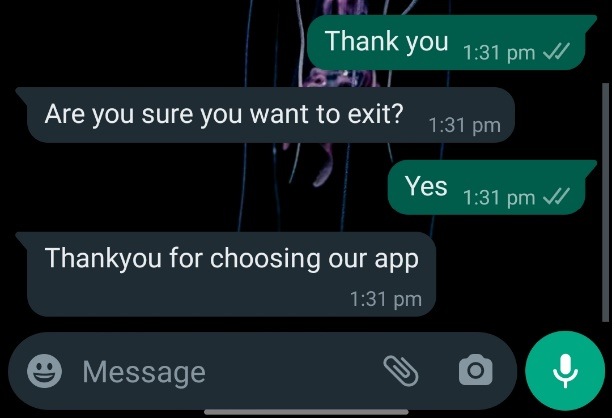 Thank you 1:31 pm
Are you sure you want to exit? 1:31 pm
Yes 1:31 pm
Thankyou for choosing our app
1:31 pm
Message